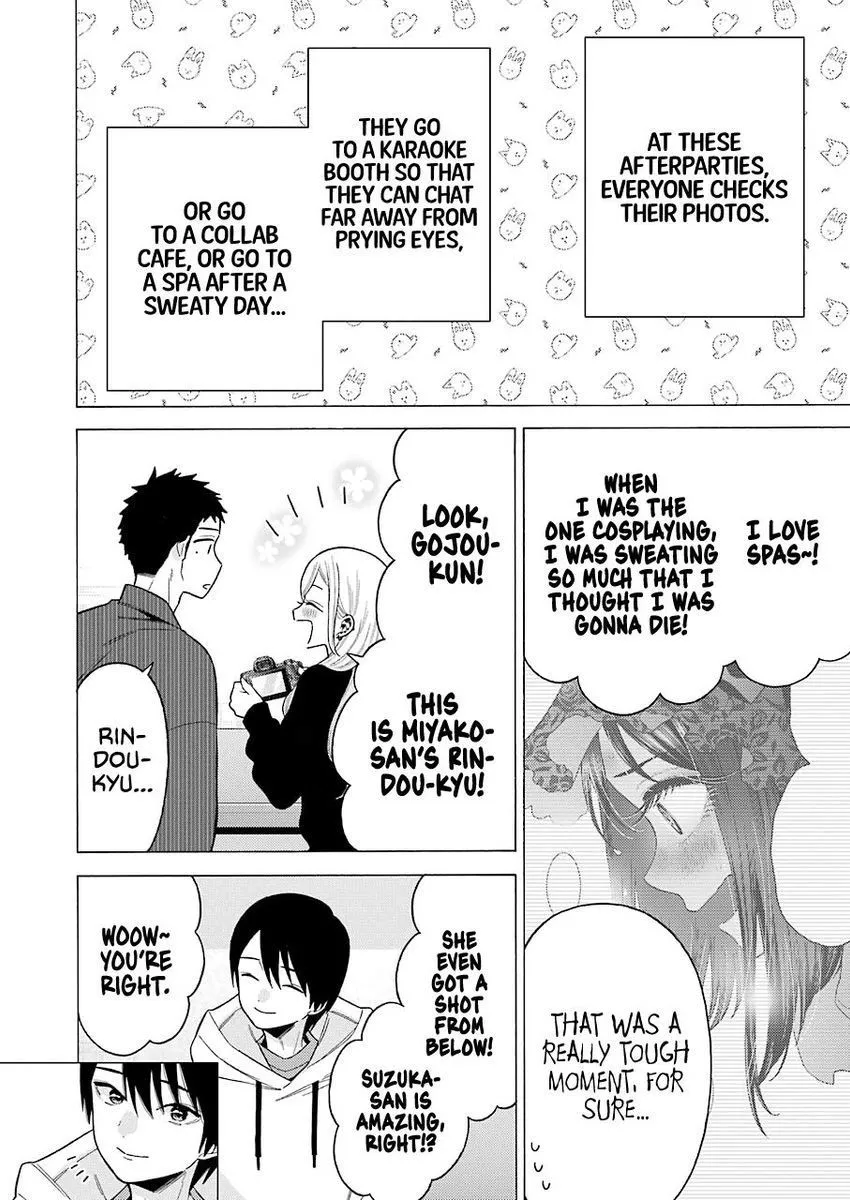 AT THESE
AFTERPARTIES,
EVERYONE CHECKS
THEIR PHOTOS.
THEY GO
TO A KARAOKE
BOOTH SO THAT
THEY CAN CHAT
FAR AWAY FROM
PRYING EYES,
OR GO
TO A COLLAB
CAFE, OR GO TO
A SPA AFTER A
SWEATY DAY...
I LOVE
SPAS~!
WHEN
I WAS THE
ONE COSPLAYING,
I WAS SWEATING
SO MUCH THAT I
THOUGHT I WAS
GONNA DIE!
THAT WAS A
REALLY TOUGH
MOMENT, FOR
SURE...
LOOK,
GOJOU-
KUN!
THIS
IS MIYAKO-
SAN'S RIN-
DOU-KYU!
RIN-
DOU-
KYU...
SHE
EVEN
GOT A
SHOT
FROM
BELOW!
SUZUKA-
SAN IS
AMAZING,
RIGHT!?
WOOW~
YOU'RE
RIGHT.